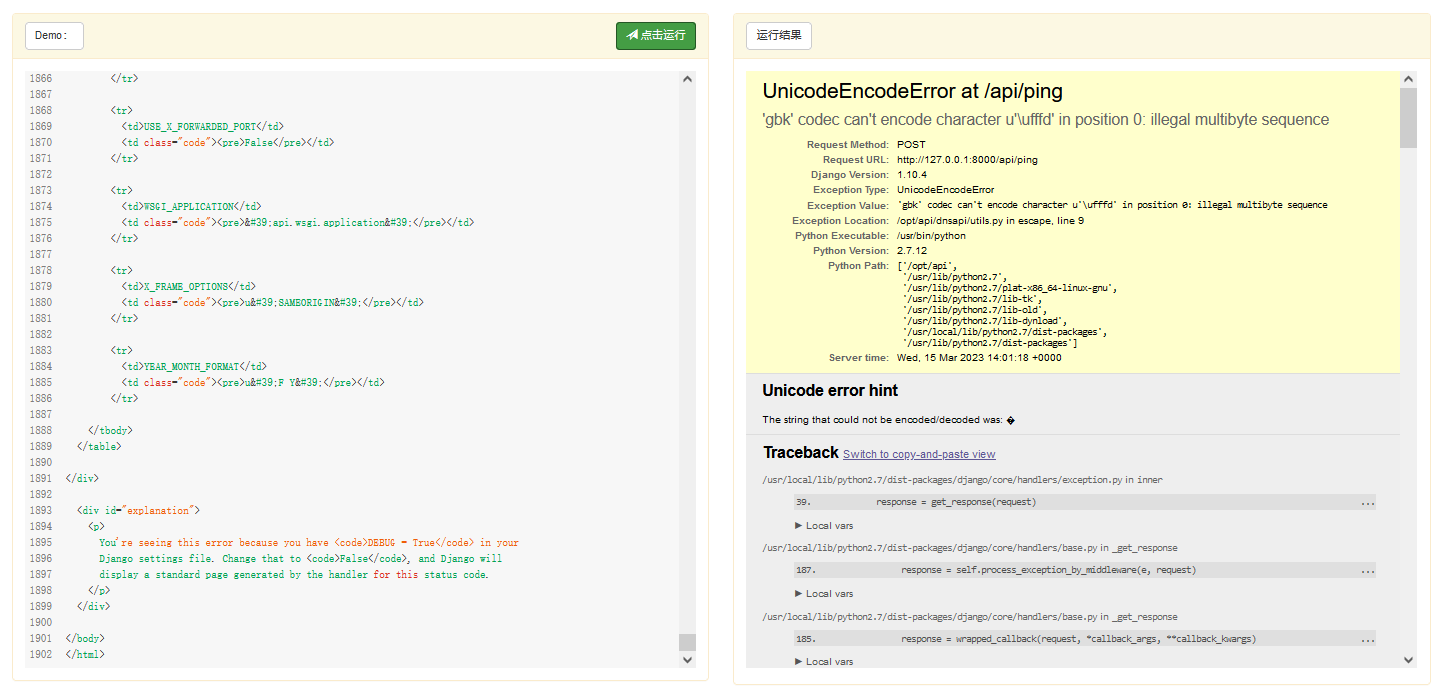 Demo:
点击运行
1866 </tr>
1867
1868 <tr>
1869 <td>USE_X_FORWARDED_PORT</td>
1870 <td class="code"><pre>False</pre></td>
1871 </tr>
1872
1873 <tr>
1874 <td>WSGI_APPLICATION</td>
1875 <td class="code"><pre>&#39;api.wsgi.application&#39;</pre></td>
1876 </tr>
1877
1878 <tr>
1879 <td>X_FRAME_OPTIONS</td>
1880 <td class="code"><pre>u&#39;SAMEORIGIN&#39;</pre></td>
1881 </tr>
1882
1883 <tr>
1884 <td>YEAR_MONTH_FORMAT</td>
1885 <td class="code"><pre>u&#39;F Y&#39;</pre></td>
1886 </tr>
1887
1888 </tbody>
1889 </table>
1890
1891 </div>
1892
1893 <div id="explanation">
1894 <p>
1895 You're seeing this error because you have <code>DEBUG = True</code> in your
1896 Django settings file. Change that to <code>False</code>, and Django will
1897 display a standard page generated by the handler for this status code.
1898 </p>
1899 </div>
1900
1901 </body>
1902 </html>
运行结果
UnicodeEncodeError at /api/ping
'gbk' codec can't encode character u'\ufffd' in position 0: illegal multibyte sequence
Request Method: POST
Request URL: http://127.0.0.1:8000/api/ping
Django Version: 1.10.4
Exception Type: UnicodeEncodeError
Exception Value: 'gbk' codec can't encode character u'\ufffd' in position 0: illegal multibyte sequence
Exception Location: /opt/api/dnsapi/utils.py in escape, line 9
Python Executable: /usr/bin/python
Python Version: 2.7.12
Python Path: ['/opt/api',
'/usr/lib/python2.7',
'/usr/lib/python2.7/plat-x86_64-linux-gnu',
'/usr/lib/python2.7/lib-tk',
'/usr/lib/python2.7/lib-old',
'/usr/lib/python2.7/lib-dynload',
'/usr/local/lib/python2.7/dist-packages',
'/usr/lib/python2.7/dist-packages']
Server time: Wed, 15 Mar 2023 14:01:18 +0000
Unicode error hint
The string that could not be encoded/decoded was: �
Traceback Switch to copy-and-paste view
/usr/local/lib/python2.7/dist-packages/django/core/handlers/exception.py in inner
39. response = get_response(request) ...
▶ Local vars
/usr/local/lib/python2.7/dist-packages/django/core/handlers/base.py in _get_response
187. response = self.process_exception_by_middleware(e, request) ...
▶ Local vars
/usr/local/lib/python2.7/dist-packages/django/core/handlers/base.py in _get_response
185. response = wrapped_callback(request, *callback_args, **callback_kwargs) ...
▶ Local vars